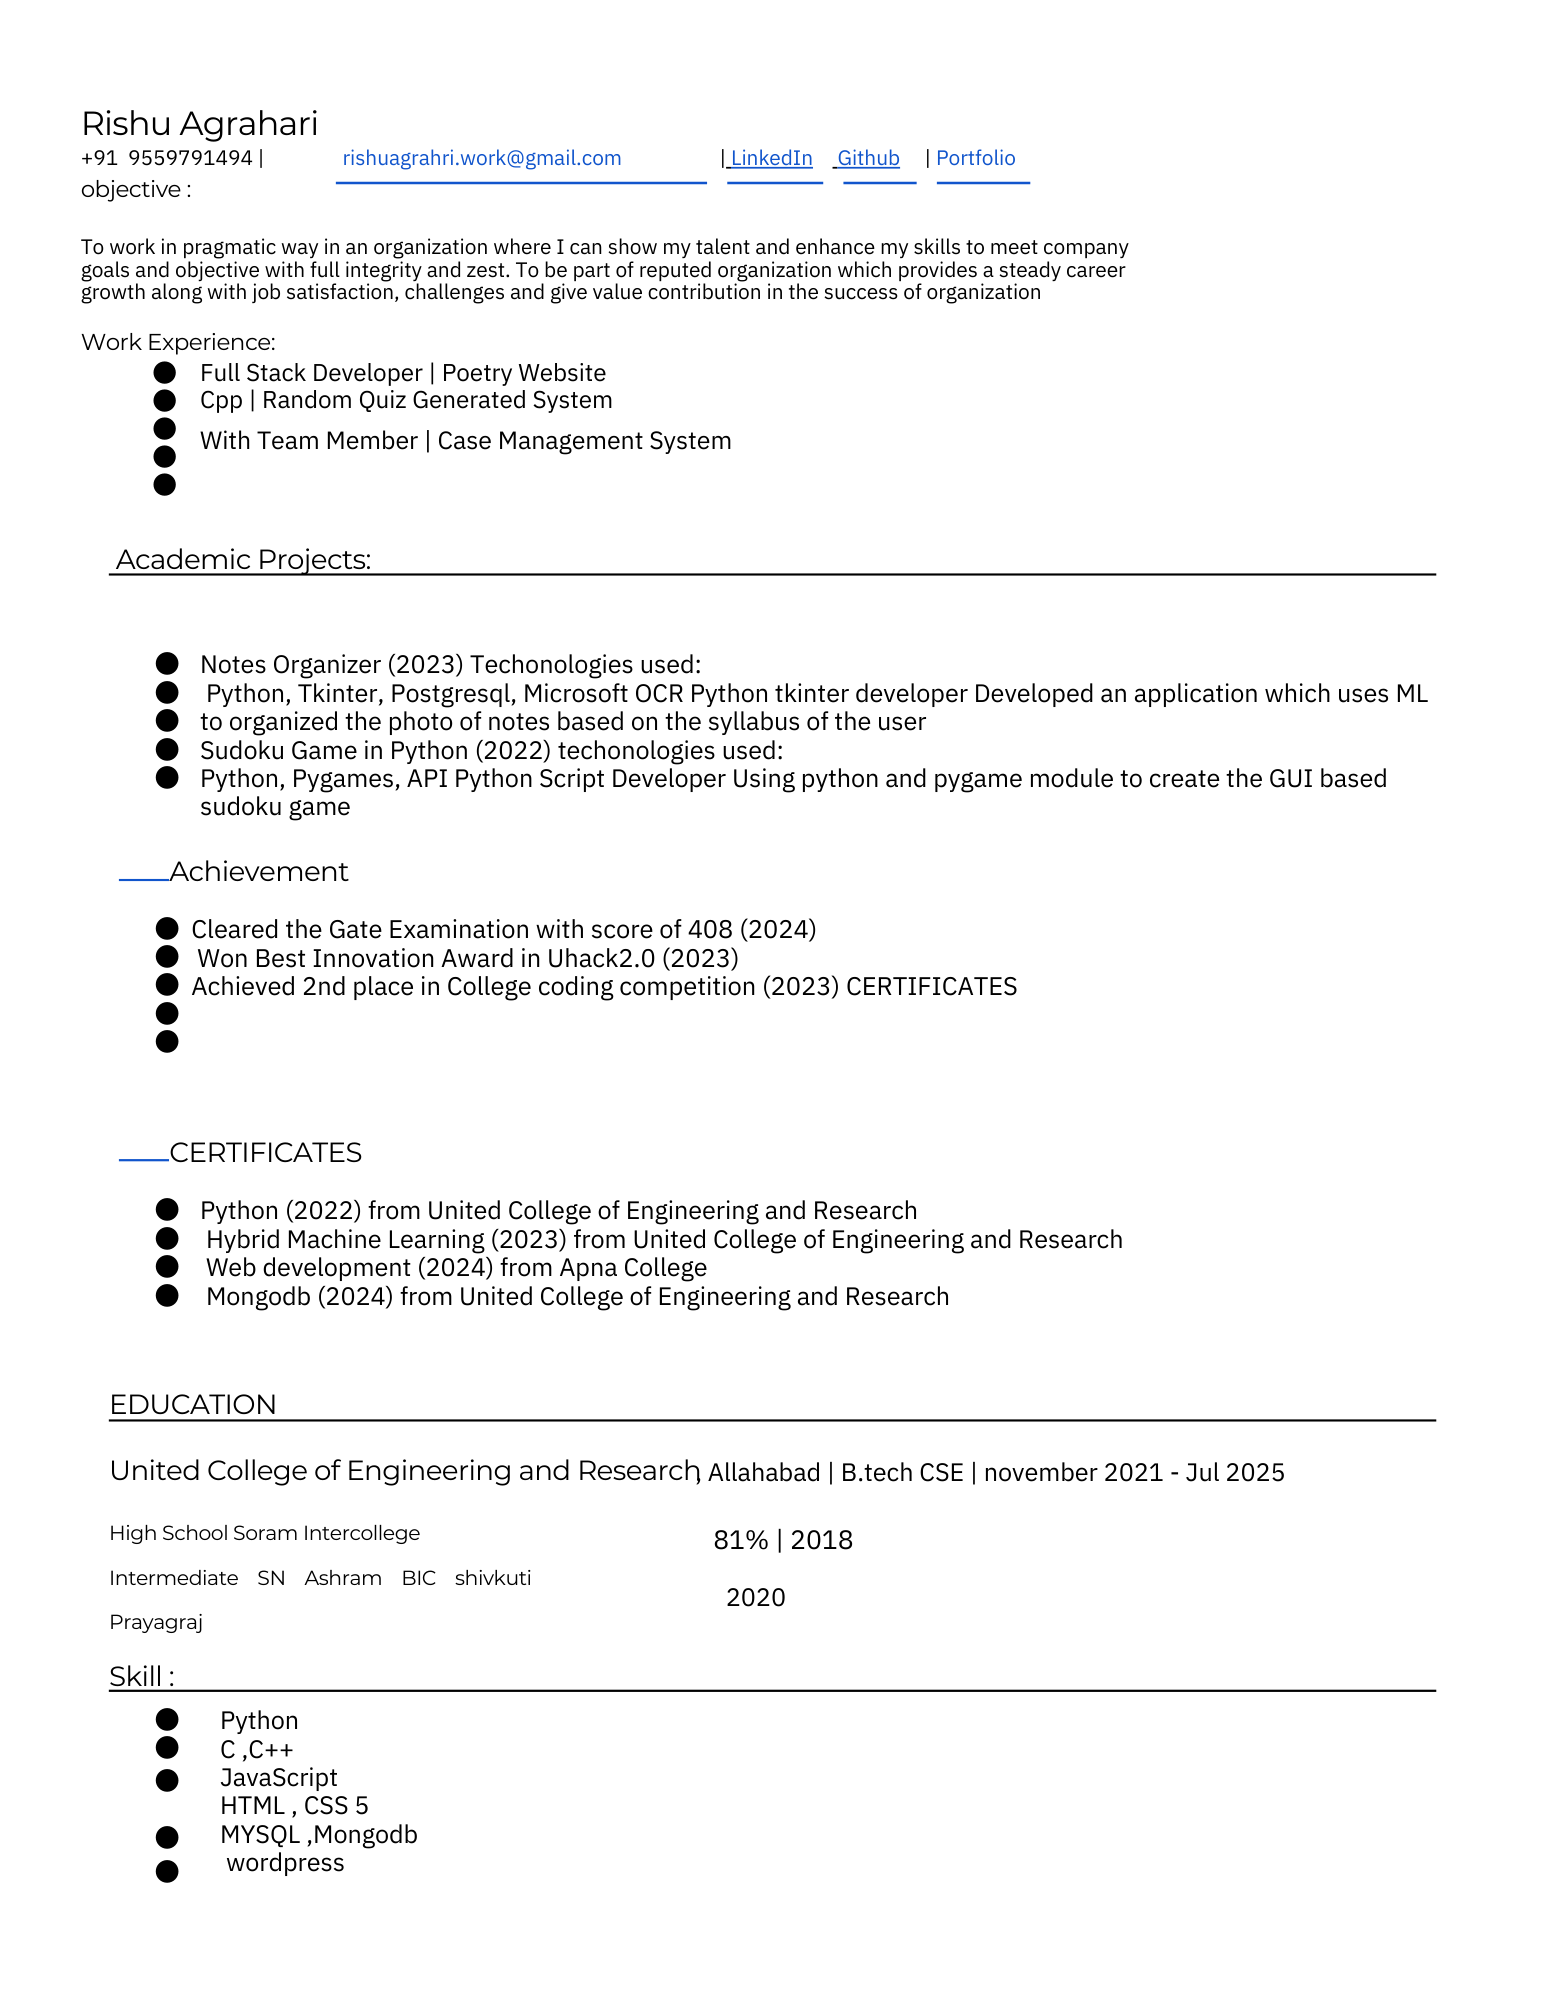 Rishu Agrahari
+91 9559791494 | rishuagrahri.work@gmail.com | LinkedIn Github | Portfolio
objective :
To work in pragmatic way in an organization where I can show my talent and enhance my skills to meet company
goals and objective with full integrity and zest. To be part of reputed organization which provides a steady career
growth along with job satisfaction, challenges and give value contribution in the success of organization
Work Experience:
● Full Stack Developer | Poetry Website
● Cpp | Random Quiz Generated System
● With Team Member | Case Management System
●
●
Academic Projects:
● Notes Organizer (2023) Techonologies used:
● Python, Tkinter, Postgresql, Microsoft OCR Python tkinter developer Developed an application which uses ML
● to organized the photo of notes based on the syllabus of the user
● Sudoku Game in Python (2022) techonologies used:
● Python, Pygames, API Python Script Developer Using python and pygame module to create the GUI based
sudoku game
Achievement
● Cleared the Gate Examination with score of 408 (2024)
● Won Best Innovation Award in Uhack2.0 (2023)
● Achieved 2nd place in College coding competition (2023) CERTIFICATES
●
●
CERTIFICATES
● Python (2022) from United College of Engineering and Research
● Hybrid Machine Learning (2023) from United College of Engineering and Research
● Web development (2024) from Apna College
● Mongodb (2024) from United College of Engineering and Research
EDUCATION
United College of Engineering and Research, Allahabad | B.tech CSE | november 2021 - Jul 2025
High School Soram Intercollege 81% | 2018
Intermediate SN Ashram BIC shivkuti 2020
Prayagraj
Skill :
● Python
● C ,C++
● JavaScript
HTML , CSS 5
● MYSQL ,Mongodb
● wordpress